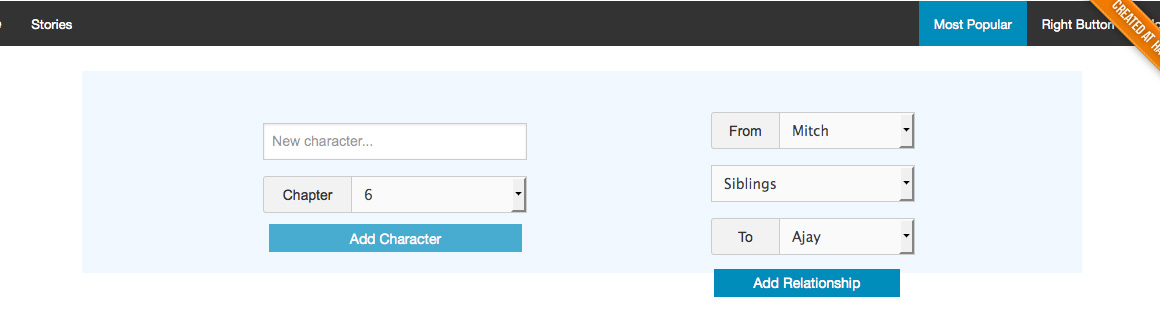 Stories
Most Popular
Right Button
CREATED AT
New character...
Chapter 6
Add Character
From Mitch
Siblings
To Ajay
Add Relationship